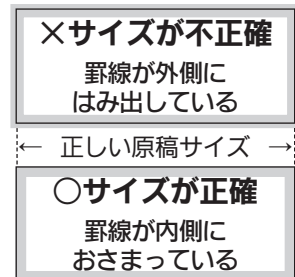 ×サイズが不正確
罫線が外側に
はみ出している
← 正しい原稿サイズ →
○サイズが正確
罫線が内側に
おさまっている